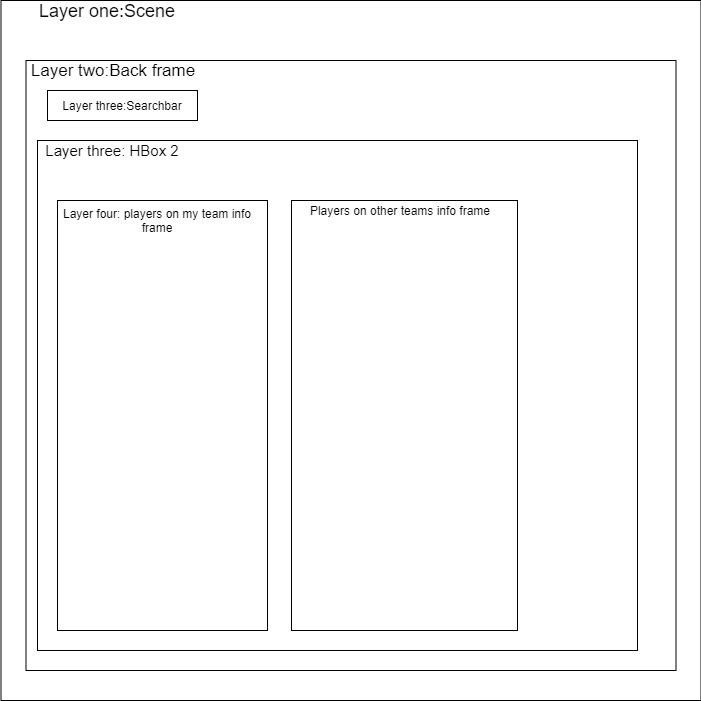 Layer one:Scene
Layer two:Back frame
Layer three:Searchbar
Layer three: HBox 2
Layer four: players on my team info
frame
Players on other teams info frame